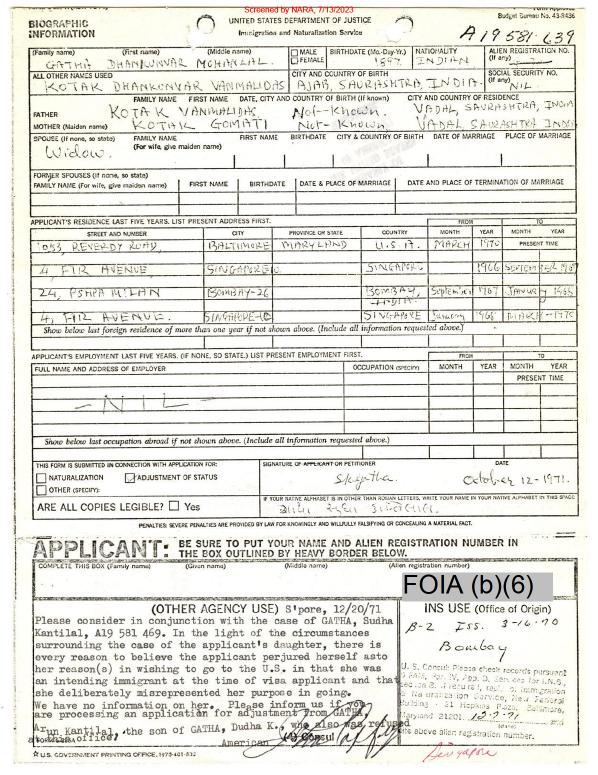 Screened by NARA, 7/13/2023
Budget Bureau No. 43-R436
BIOGRAPHIC INFORMATION
UNITED STATES DEPARTMENT OF JUSTICE
Immigration and Naturalization Service
A19 581 639
(Family name) (First name) (Middle name) MALE FEMALE BIRTHDATE (Mo.-Day-Yr.) NATIONALITY ALIEN REGISTRATION NO. (If any)
GATHA DHANKUNVAR MOHANLAL 1897 INDIAN
ALL OTHER NAMES USED CITY AND COUNTRY OF BIRTH SOCIAL SECURITY NO. (If any)
KOTAK DHANKUNVAR VANMALIDAS AJAB, SAURASHTRA, INDIA NIL
FAMILY NAME FIRST NAME DATE, CITY AND COUNTRY OF BIRTH (If known) CITY AND COUNTRY OF RESIDENCE
FATHER KOTAK VANMALIDAS Not-Known. VADAL SAURASHTRA, INDIA
MOTHER (Maiden name) KOTAK GOMATI Not-Known VADAL SAURASHTRA INDIA
SPOUSE (If none, so state) FAMILY NAME (For wife, give maiden name) FIRST NAME BIRTHDATE CITY & COUNTRY OF BIRTH DATE OF MARRIAGE PLACE OF MARRIAGE
Widow.
FORMER SPOUSES (If none, so state)
FAMILY NAME (For wife, give maiden name) FIRST NAME BIRTHDATE DATE & PLACE OF MARRIAGE DATE AND PLACE OF TERMINATION OF MARRIAGE
APPLICANT'S RESIDENCE LAST FIVE YEARS. LIST PRESENT ADDRESS FIRST. FROM TO
STREET AND NUMBER CITY PROVINCE OR STATE COUNTRY MONTH YEAR MONTH YEAR
1053, REVERDY ROAD, BALTIMORE MARYLAND U.S.A. MARCH 1970 PRESENT TIME
4, FIR AVENUE, SINGAPORE SINGAPORE 1966 SEPTEMBER 1967
24, MILAN BOMBAY-26 BOMBAY, INDIA September 1967 JANUARY 1968
4, FIR AVENUE. SINGAPORE-10 SINGAPORE January 1968 MARCH-1970
Show below last foreign residence of more than one year if not shown above. (Include all information requested above.)
APPLICANT'S EMPLOYMENT LAST FIVE YEARS. (IF NONE, SO STATE.) LIST PRESENT EMPLOYMENT FIRST. FROM TO
FULL NAME AND ADDRESS OF EMPLOYER OCCUPATION (SPECIFY) MONTH YEAR MONTH YEAR
PRESENT TIME
- NIL -
Show below last occupation abroad if not shown above. (Include all information requested above.)
THIS FORM IS SUBMITTED IN CONNECTION WITH APPLICATION FOR: SIGNATURE OF APPLICANT OR PETITIONER DATE
NATURALIZATION ADJUSTMENT OF STATUS October 12-1971.
OTHER (SPECIFY):
ARE ALL COPIES LEGIBLE? Yes
IF YOUR NATIVE ALPHABET IS IN OTHER THAN ROMAN LETTERS, WRITE YOUR NAME IN YOUR NATIVE ALPHABET IN THIS SPACE
PENALTIES: SEVERE PENALTIES ARE PROVIDED BY LAW FOR KNOWINGLY AND WILLFULLY FALSIFYING OR CONCEALING A MATERIAL FACT.
APPLICANT: BE SURE TO PUT YOUR NAME AND ALIEN REGISTRATION NUMBER IN THE BOX OUTLINED BY HEAVY BORDER BELOW.
COMPLETE THIS BOX (Family name) (Given name) (Middle name) (Alien registration number)
FOIA (b)(6)
(OTHER AGENCY USE) S'pore, 12/20/71
Please consider in conjunction with the case of GATHA, Sudha
Kantilal, A19 581 469. In the light of the circumstances
surrounding the case of the applicant's daughter, there is
every reason to believe the applicant perjured herself asto
her reason(s) in wishing to go to the U.S. in that she was
an intending immigrant at the time of visa applicant and that
she deliberately misrepresented her purpose in going.
We have no information on her. Please inform us if you
are processing an application for adjustment from GATHA,
Arun Kantilal, the son of GATHA, Dudha K., who also was refused
at this office.
American Consul
INS USE (Office of Origin)
B-2 Iss. 3-16-70
Bombay
U. S. Consul: Please check records pursuant
Naturalization Service, New Federal
Building - 31 Hopkins Plaza, Baltimore,
Maryland 21201. 12-7-71
the above alien registration number.
Singapore
U.S. GOVERNMENT PRINTING OFFICE